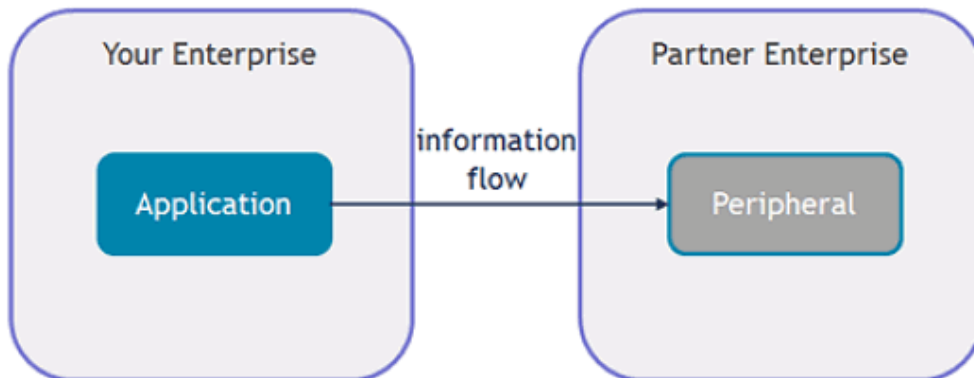 Your Enterprise
Partner Enterprise
information
flow
Application
Peripheral